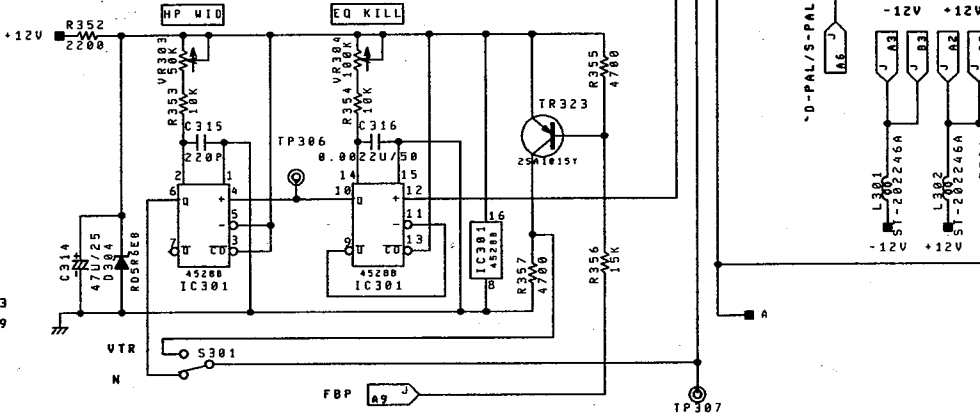 HP WID
EQ KILL
-12V +12V
+12V
R352
2200
VR303
50K
VR304
100K
R355
4700
"D-PAL/S-PAL
A6
A3
B3
A2
R353
10K
R354
10K
TR323
C315
220P
TP306
C316
0.0022U/50
2SA1015Y
2 1
14 15
6 Q + 4
10 Q + 12
- 5
- 11
7 Q CD 3
9 Q CD 13
4528B
IC301
4528B
IC301
16
IC301
4528B
8
L301
ST-202246A
L302
ST-202246A
-12V +12V
C314
+
47U/25
D304
RD5R6EB
R357
4700
R356
15K
3
9
A
VTR
S301
N
FBP
A9
TP307